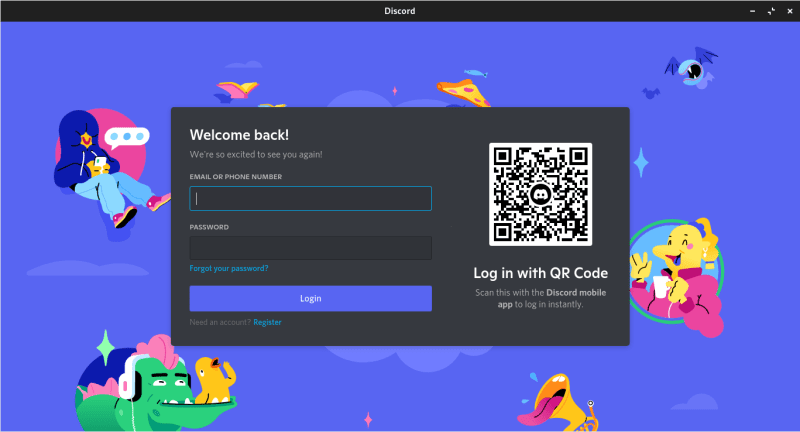 Discord
Welcome back!
We're so excited to see you again!
EMAIL OR PHONE NUMBER
PASSWORD
Forgot your password?
Login
Need an account? Register
Log in with QR Code
Scan this with the Discord mobile
app to log in instantly.